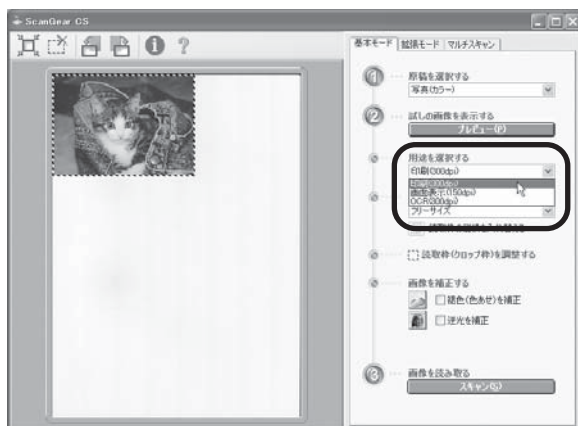 ScanGear CS
基本モード 拡張モード マルチスキャン
1
原稿を選択する
写真(カラー)
2
試しの画像を表示する
プレビュー(P)
用途を選択する
印刷(300dpi)
印刷(300dpi)
画面表示(150dpi)
OCR(300dpi)
フリーサイズ
読取枠(クロップ枠)を調整する
画像を補正する
褪色(色あせ)を補正
逆光を補正
3
画像を読み取る
スキャン(S)